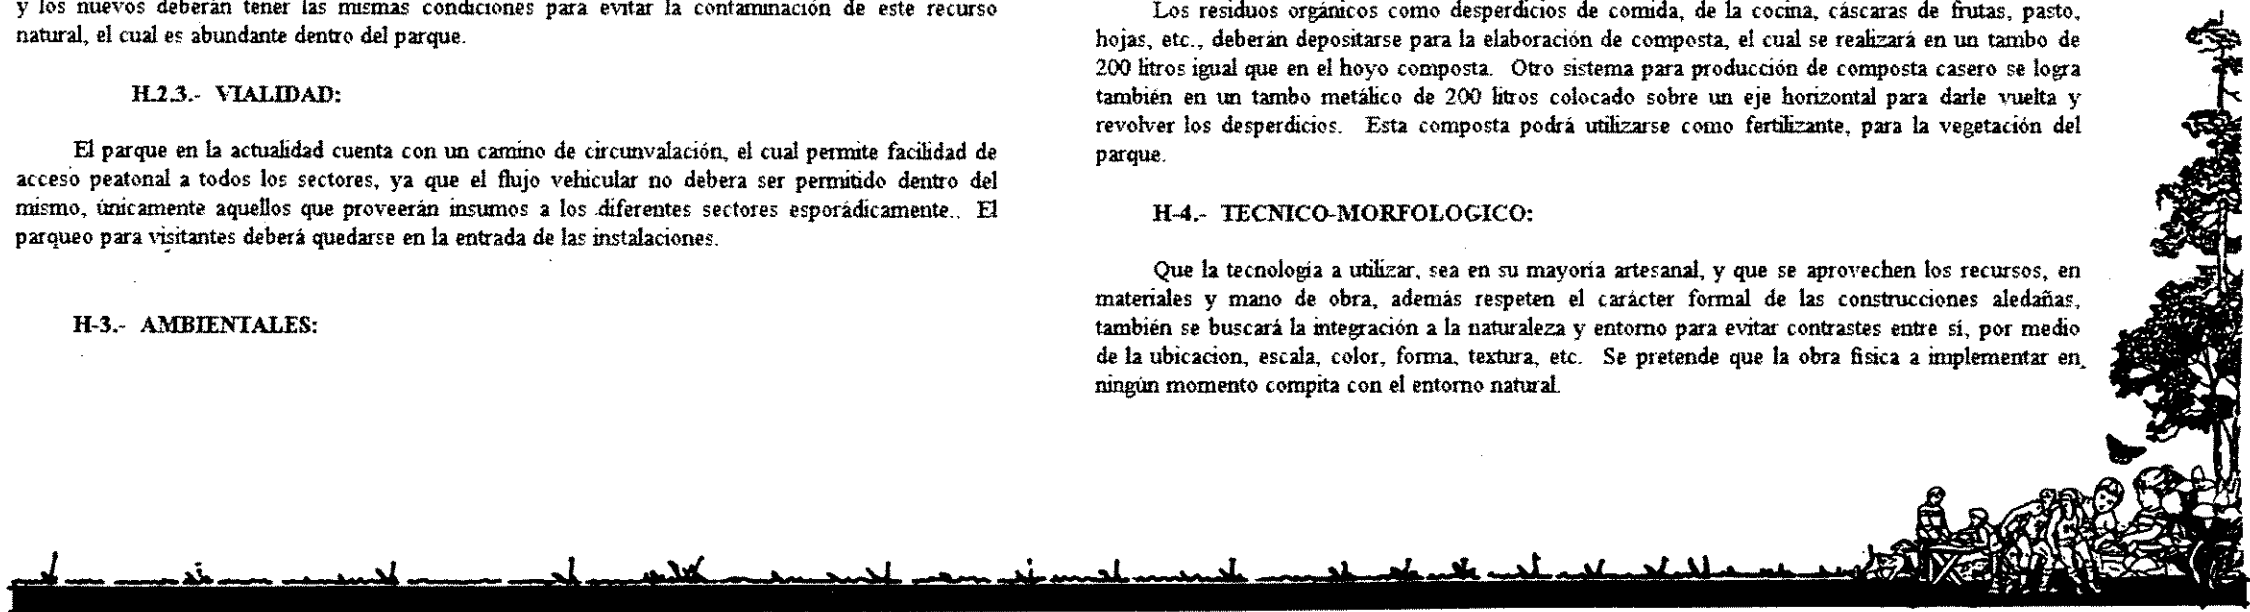 y los nuevos deberán tener las mismas condiciones para evitar la contaminación de este recurso
natural, el cual es abundante dentro del parque.
H.2.3.- VIALIDAD:
El parque en la actualidad cuenta con un camino de circunvalación, el cual permite facilidad de
acceso peatonal a todos los sectores, ya que el flujo vehicular no debera ser permitido dentro del
mismo, únicamente aquellos que proveerán insumos a los diferentes sectores esporádicamente.. El
parqueo para visitantes deberá quedarse en la entrada de las instalaciones.
H-3.- AMBIENTALES:
Los residuos orgánicos como desperdicios de comida, de la cocina, cáscaras de frutas, pasto,
hojas, etc., deberán depositarse para la elaboración de composta, el cual se realizará en un tambo de
200 litros igual que en el hoyo composta. Otro sistema para producción de composta casero se logra
también en un tambo metálico de 200 litros colocado sobre un eje horizontal para darle vuelta y
revolver los desperdicios. Esta composta podrá utilizarse como fertilizante, para la vegetación del
parque.
H-4.- TECNICO-MORFOLOGICO:
Que la tecnología a utilizar, sea en su mayoría artesanal, y que se aprovechen los recursos, en
materiales y mano de obra, además respeten el carácter formal de las construcciones aledañas,
también se buscará la integración a la naturaleza y entorno para evitar contrastes entre sí, por medio
de la ubicacion, escala, color, forma, textura, etc. Se pretende que la obra fisica a implementar en
ningún momento compita con el entorno natural.